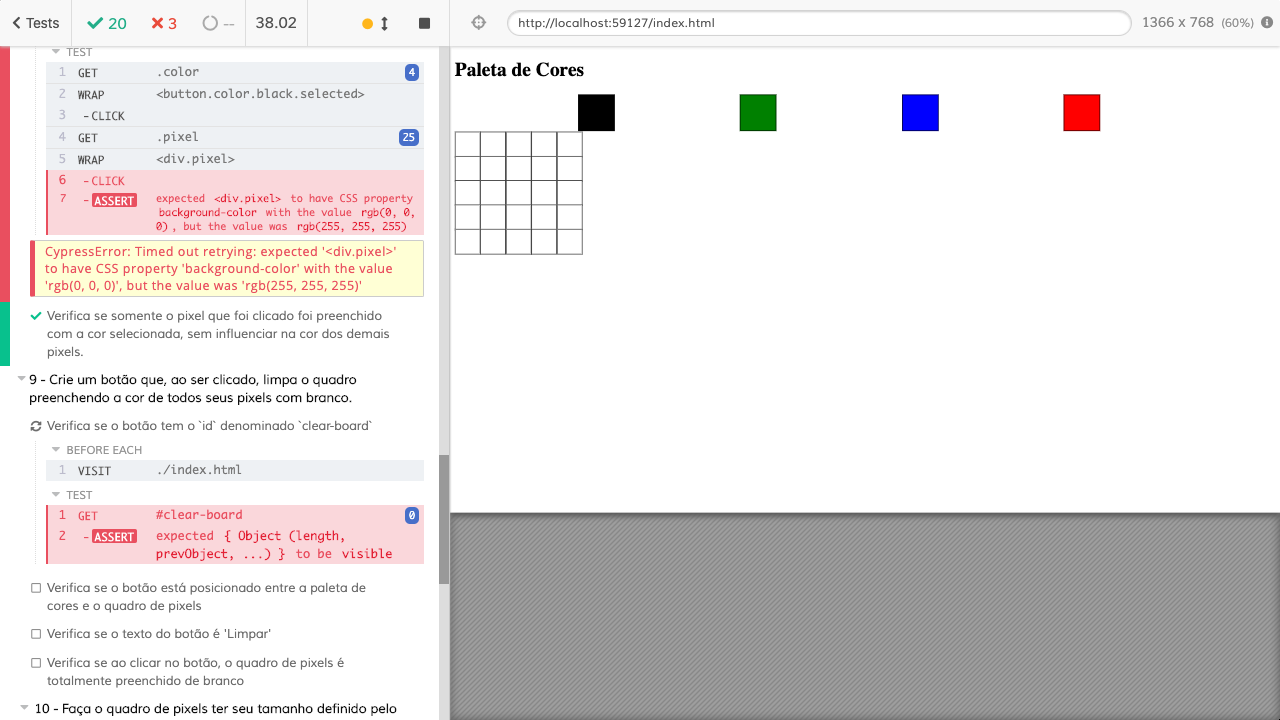 Tests 20 3 -- 38.02 http://localhost:59127/index.html 1366 x 768 (60%)
TEST
1 GET .color 4
2 WRAP <button.color.black.selected>
3 -CLICK
4 GET .pixel 25
5 WRAP <div.pixel>
6 -CLICK
7 -ASSERT expected <div.pixel> to have CSS property
background-color with the value rgb(0, 0,
0), but the value was rgb(255, 255, 255)
CypressError: Timed out retrying: expected '<div.pixel>'
to have CSS property 'background-color' with the value
'rgb(0, 0, 0)', but the value was 'rgb(255, 255, 255)'
Verifica se somente o pixel que foi clicado foi preenchido
com a cor selecionada, sem influenciar na cor dos demais
pixels.
9 - Crie um botão que, ao ser clicado, limpa o quadro
preenchendo a cor de todos seus pixels com branco.
Verifica se o botão tem o `id` denominado `clear-board`
BEFORE EACH
1 VISIT ./index.html
TEST
1 GET #clear-board 0
2 -ASSERT expected { Object (length,
prevObject, ...) } to be visible
Verifica se o botão está posicionado entre a paleta de
cores e o quadro de pixels
Verifica se o texto do botão é 'Limpar'
Verifica se ao clicar no botão, o quadro de pixels é
totalmente preenchido de branco
10 - Faça o quadro de pixels ter seu tamanho definido pelo
Paleta de Cores